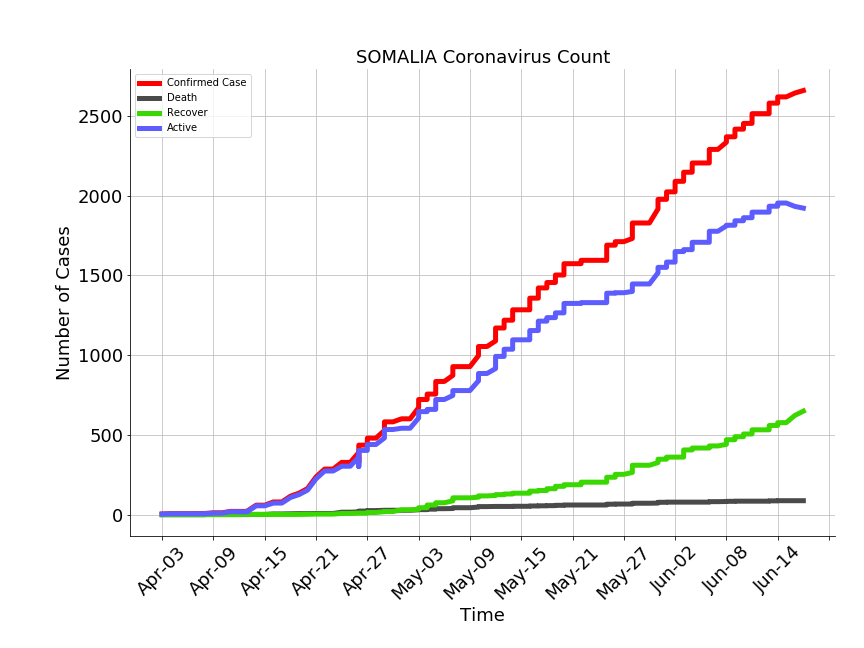 SOMALIA Coronavirus Count
Confirmed Case
Death
Recover
Active
Number of Cases
2500
2000
1500
1000
500
0
Apr-03
Apr-09
Apr-15
Apr-21
Apr-27
May-03
May-09
May-15
May-21
May-27
Jun-02
Jun-08
Jun-14
Time